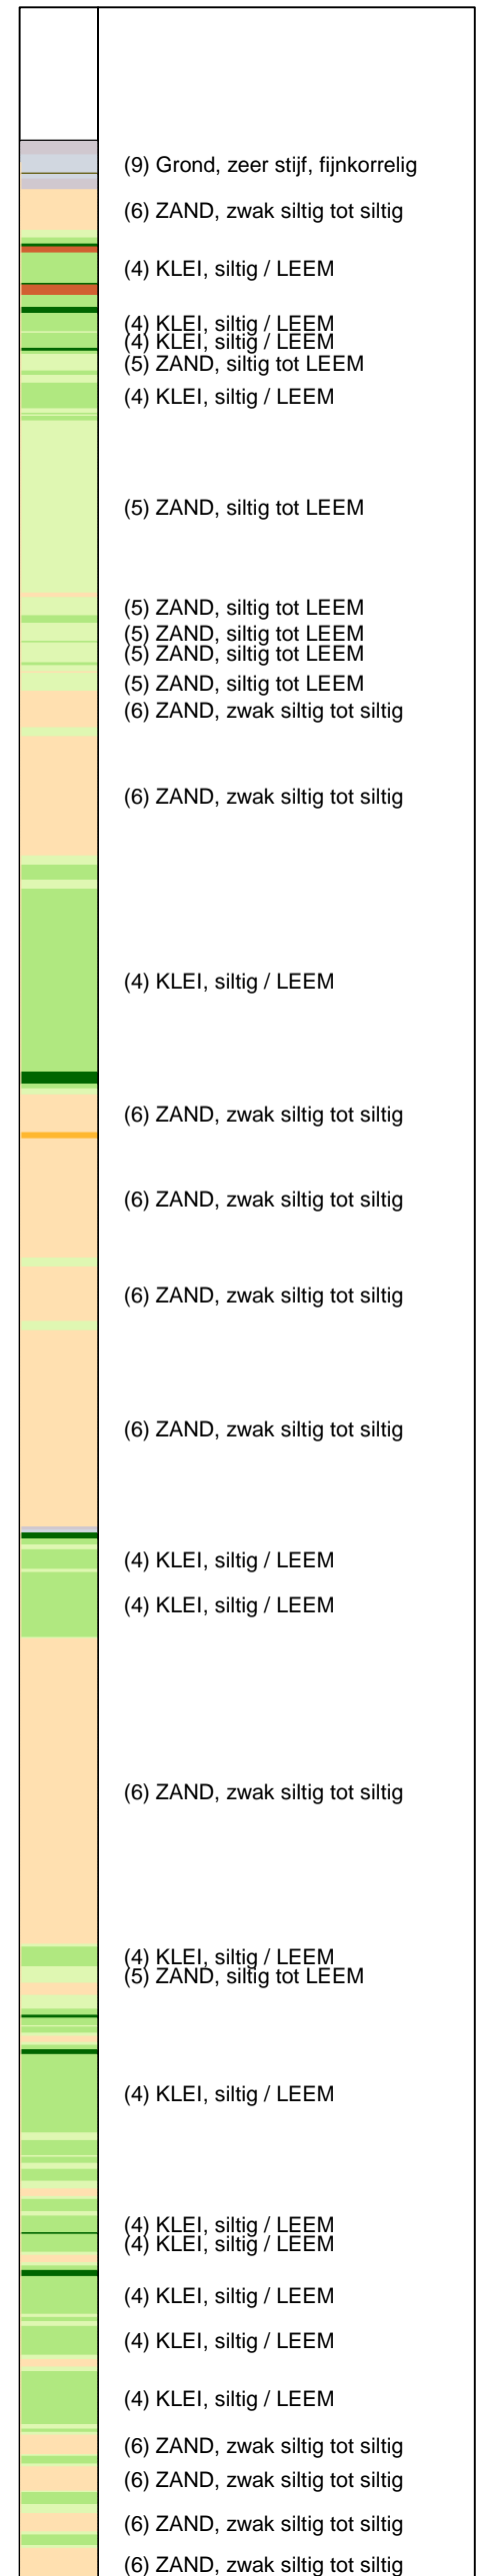 (9) Grond, zeer stijf, fijnkorrelig
(6) ZAND, zwak siltig tot siltig
(4) KLEI, siltig / LEEM
(4) KLEI, siltig / LEEM
(4) KLEI, siltig / LEEM
(5) ZAND, siltig tot LEEM
(4) KLEI, siltig / LEEM
(5) ZAND, siltig tot LEEM
(5) ZAND, siltig tot LEEM
(5) ZAND, siltig tot LEEM
(5) ZAND, siltig tot LEEM
(5) ZAND, siltig tot LEEM
(6) ZAND, zwak siltig tot siltig
(6) ZAND, zwak siltig tot siltig
(4) KLEI, siltig / LEEM
(6) ZAND, zwak siltig tot siltig
(6) ZAND, zwak siltig tot siltig
(6) ZAND, zwak siltig tot siltig
(6) ZAND, zwak siltig tot siltig
(4) KLEI, siltig / LEEM
(4) KLEI, siltig / LEEM
(6) ZAND, zwak siltig tot siltig
(4) KLEI, siltig / LEEM
(5) ZAND, siltig tot LEEM
(4) KLEI, siltig / LEEM
(4) KLEI, siltig / LEEM
(4) KLEI, siltig / LEEM
(4) KLEI, siltig / LEEM
(4) KLEI, siltig / LEEM
(4) KLEI, siltig / LEEM
(6) ZAND, zwak siltig tot siltig
(6) ZAND, zwak siltig tot siltig
(6) ZAND, zwak siltig tot siltig
(6) ZAND, zwak siltig tot siltig